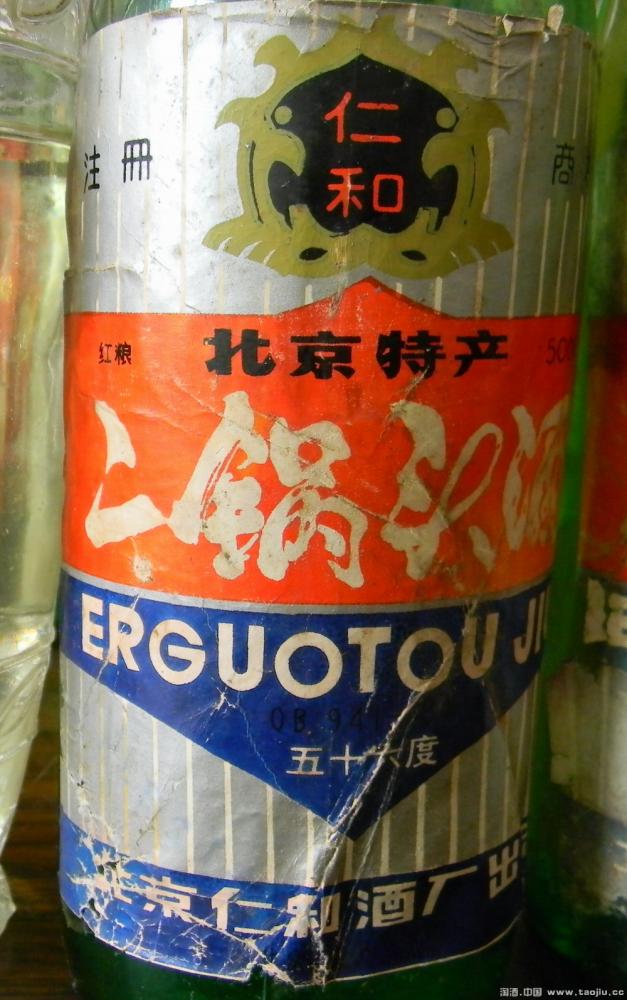 仁
和
注册 商
红粮 北京特产 500
二锅头酒
ERGUOTOU JI
QB 941
五十六度
北京仁和酒厂出
淘酒.中国 www.taojiu.cc